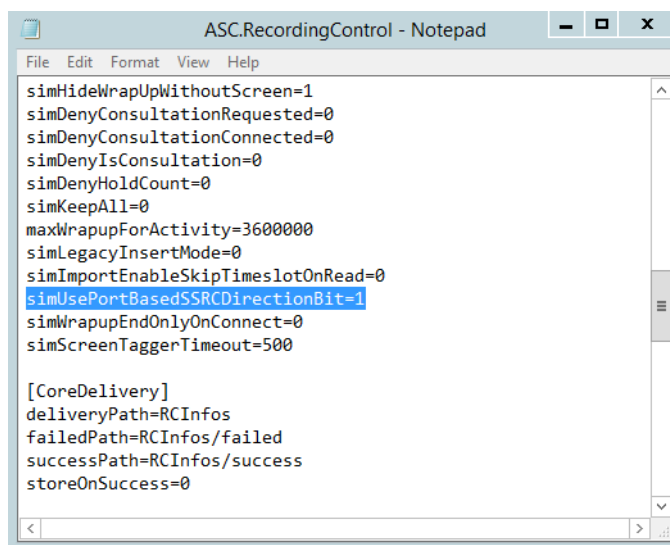 ASC.RecordingControl - Notepad
File Edit Format View Help
simHideWrapUpWithoutScreen=1
simDenyConsultationRequested=0
simDenyConsultationConnected=0
simDenyIsConsultation=0
simDenyHoldCount=0
simKeepAll=0
maxWrapupForActivity=3600000
simLegacyInsertMode=0
simImportEnableSkipTimeslotOnRead=0
simUsePortBasedSSRCDirectionBit=1
simWrapupEndOnlyOnConnect=0
simScreenTaggerTimeout=500
[CoreDelivery]
deliveryPath=RCInfos
failedPath=RCInfos/failed
successPath=RCInfos/success
storeOnSuccess=0